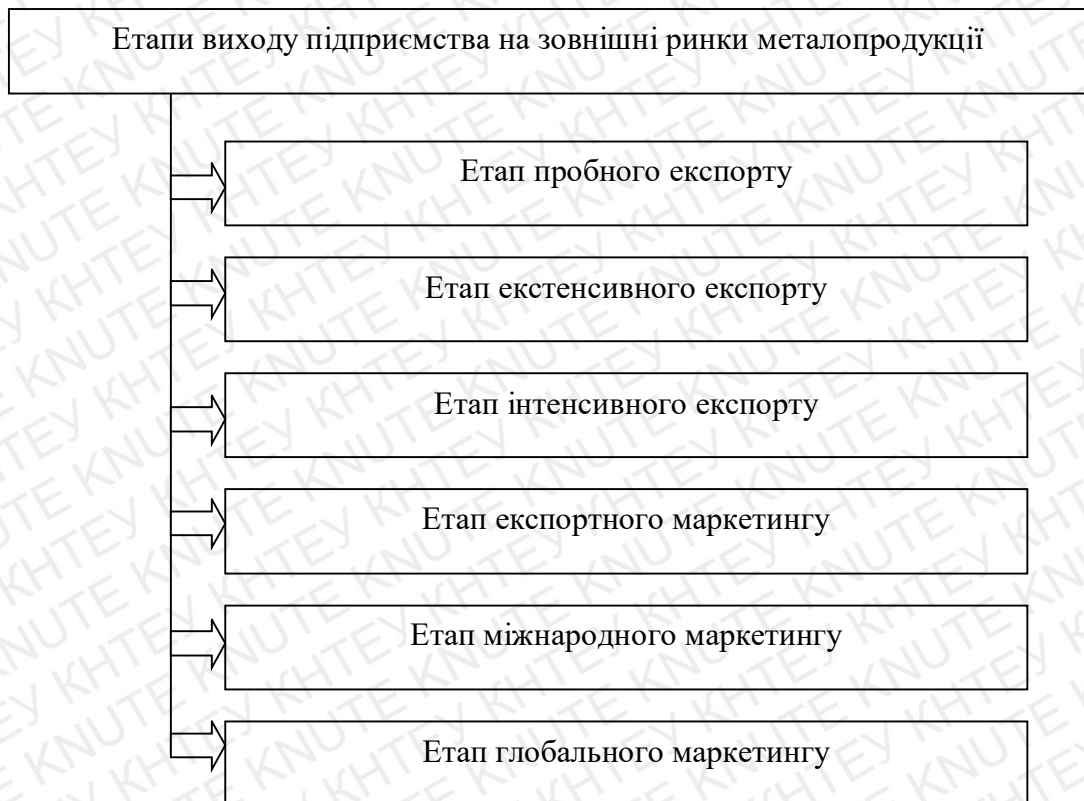 Етапи виходу підприємства на зовнішні ринки металопродукції
Етап пробного експорту
Етап екстенсивного експорту
Етап інтенсивного експорту
Етап експортного маркетингу
Етап міжнародного маркетингу
Етап глобального маркетингу